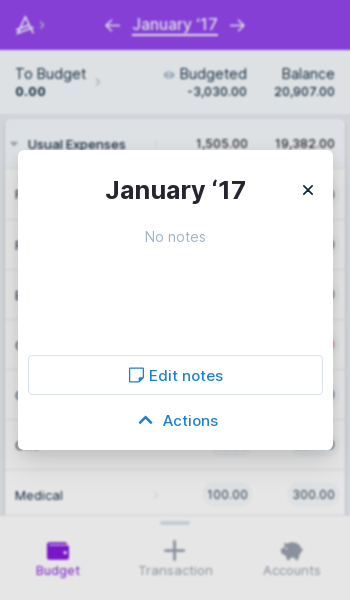 January ‘17
To Budget
Budgeted
Balance
0.00
-3,030.00
20,907.00
Usual Expenses
1,505.00
19,382.00
January ‘17
No notes
Edit notes
Actions
Medical
100.00
300.00
Budget
Transaction
Accounts